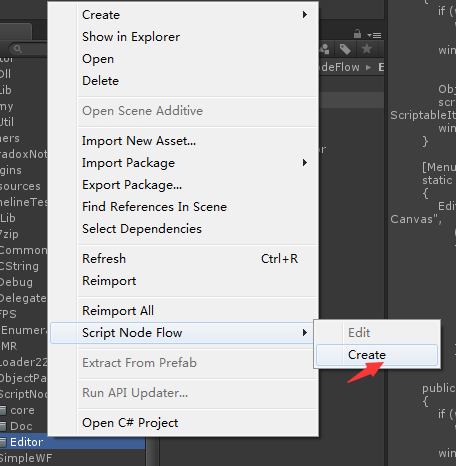 Create
Show in Explorer
Open
Delete
Open Scene Additive
Import New Asset...
Import Package
Export Package...
Find References In Scene
Select Dependencies
Refresh Ctrl+R
Reimport
Reimport All
Script Node Flow
Extract From Prefab
Run API Updater...
Open C# Project
Edit
Create
Dll
Lib
my
Util
ners
radoxNot
gins
sources
melineTes
Lib
7zip
Common
CString
Debug
Delegate
FPS
Enumera
MR
Loader22
ObjectPa
ScriptNo
core
Doc
Editor
SimpleWF
odeFlow ▸ E
or
if (
win
Obj
scr
ScriptableIt
win
}
[Menu
static
{
Edi
Canvas",
(
}
public
{
if (
win